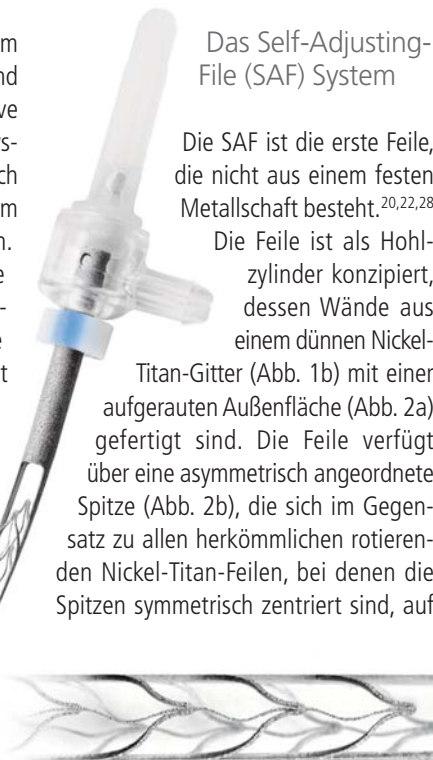 m
nd
ve
s-
ch
m
n.
e
-
e
t
Das Self-Adjusting-
File (SAF) System
Die SAF ist die erste Feile,
die nicht aus einem festen
Metallschaft besteht.20,22,28
Die Feile ist als Hohl-
zylinder konzipiert,
dessen Wände aus
einem dünnen Nickel-
Titan-Gitter (Abb. 1b) mit einer
aufgerauten Außenfläche (Abb. 2a)
gefertigt sind. Die Feile verfügt
über eine asymmetrisch angeordnete
Spitze (Abb. 2b), die sich im Gegen-
satz zu allen herkömmlichen rotieren-
den Nickel-Titan-Feilen, bei denen die
Spitzen symmetrisch zentriert sind, auf